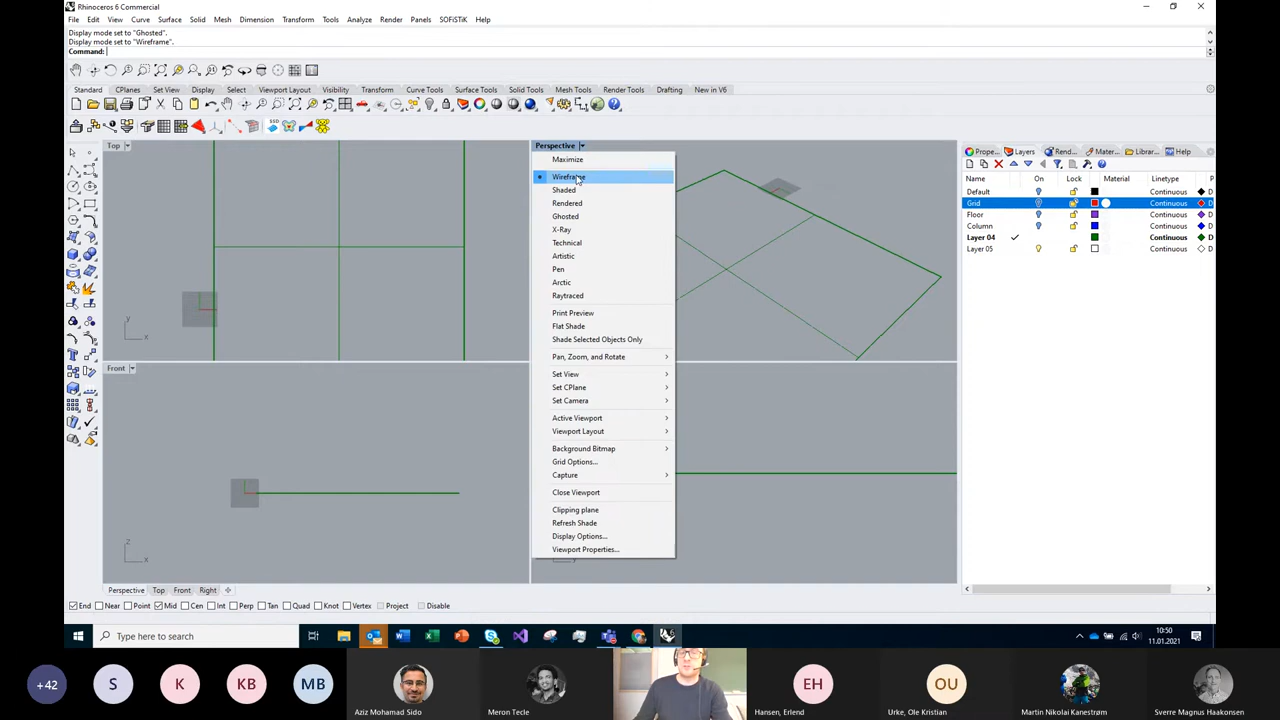 Rhinoceros 6 Commercial
File Edit View Curve Surface Solid Mesh Dimension Transform Tools Analyze Render Panels SOFiSTiK Help
Display mode set to "Ghosted".
Display mode set to "Wireframe".
Command:
Standard CPlanes Set View Display Select Viewport Layout Visibility Transform Curve Tools Surface Tools Solid Tools Mesh Tools Render Tools Drafting New in V6
Top
Perspective
Maximize
Wireframe
Shaded
Rendered
Ghosted
X-Ray
Technical
Artistic
Pen
Arctic
Raytraced
Print Preview
Flat Shade
Shade Selected Objects Only
Pan, Zoom, and Rotate
Set View
Set CPlane
Set Camera
Active Viewport
Viewport Layout
Background Bitmap
Grid Options...
Capture
Close Viewport
Clipping plane
Refresh Shade
Display Options...
Viewport Properties...
y
x
Front
z
x
y
Prope... Layers Rend... Mater... Librar... Help
Name On Lock Material Linetype P
Default Continuous D
Grid Continuous D
Floor Continuous D
Column Continuous D
Layer 04 Continuous D
Layer 05 Continuous D
Perspective Top Front Right
End Near Point Mid Cen Int Perp Tan Quad Knot Vertex Project Disable
Type here to search
10:50
11.01.2021
+42 S K KB MB EH OU
Aziz Mohamad Sido
Meron Tecle
Hansen, Erlend
Urke, Ole Kristian
Martin Nikolai Kanestrøm
Sverre Magnus Haakonsen